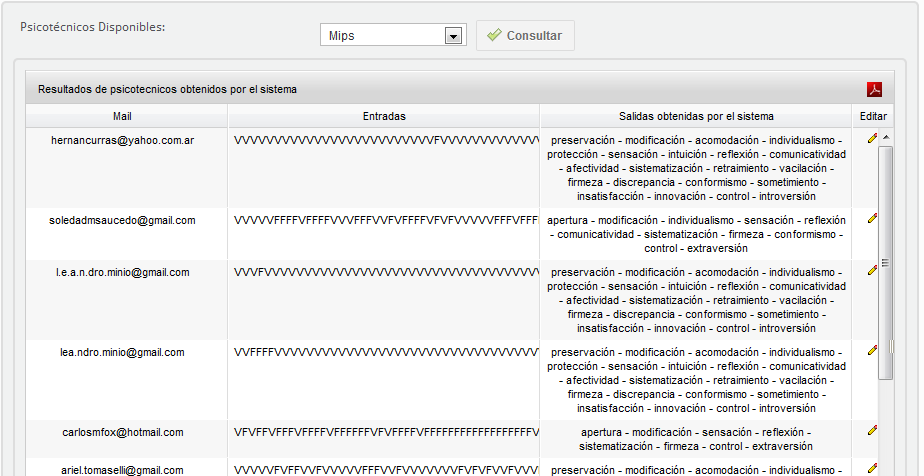 Psicotécnicos Disponibles:
Mips
Consultar
Resultados de psicotecnicos obtenidos por el sistema
Mail Entradas Salidas obtenidas por el sistema Editar
hernancurras@yahoo.com.ar VVVVVVVVVVVVVVVVVVVVVVVVVFVVVVVVVVVVVVV preservación - modificación - acomodación - individualismo -
protección - sensación - intuición - reflexión - comunicatividad
- afectividad - sistematización - retraimiento - vacilación -
firmeza - discrepancia - conformismo - sometimiento -
insatisfacción - innovación - control - introversión
soledadmsaucedo@gmail.com VVVVVFFFFVFFFFVVVFFFVVFVFFFFVFVFVVVVVFFFVFFF apertura - modificación - individualismo - sensación - reflexión
- comunicatividad - sistematización - firmeza - conformismo -
control - extraversión
l.e.a.n.dro.minio@gmail.com VVVFVVVVVVVVVVVVVVVVVVVVVVVVVVVVVVVVVV preservación - modificación - acomodación - individualismo -
protección - sensación - intuición - reflexión - comunicatividad
- afectividad - sistematización - retraimiento - vacilación -
firmeza - discrepancia - conformismo - sometimiento -
insatisfacción - innovación - control - introversión
lea.ndro.minio@gmail.com VVFFFFVVVVVVVVVVVVVVVVVVVVVVVVVVVVVVVVV preservación - modificación - acomodación - individualismo -
protección - sensación - intuición - reflexión - comunicatividad
- afectividad - sistematización - retraimiento - vacilación -
firmeza - discrepancia - conformismo - sometimiento -
insatisfacción - innovación - control - introversión
carlosmfox@hotmail.com VFVFFVFFFVFFFFVFFFFFFVFVFFFFVFFFFFFFFFFFFFFFFFV apertura - modificación - sensación - reflexión -
sistematización - firmeza - control - extraversión
ariel.tomaselli@gmail.com VVVVVFVFFVVFVVVVVFFFVVFVVVVVVVFVFVFVVFVVV preservación - modificación - acomodación - individualismo -